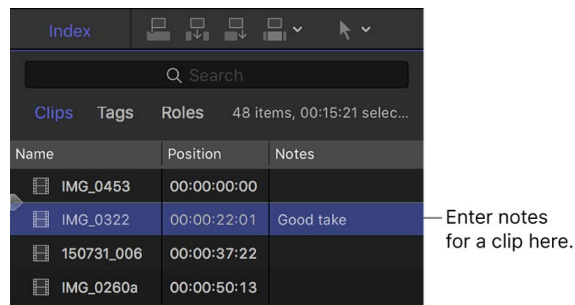 Index
Search
Clips Tags Roles 48 items, 00:15:21 selec...
Name Position Notes
IMG_0453 00:00:00:00
IMG_0322 00:00:22:01 Good take
150731_006 00:00:37:22
IMG_0260a 00:00:50:13
Enter notes
for a clip here.